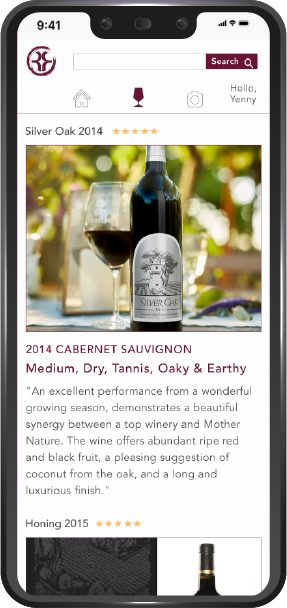 9:41
Search
Hello,
Yenny
Silver Oak 2014
SILVER OAK
2014 CABERNET SAUVIGNON
Medium, Dry, Tannis, Oaky & Earthy
"An excellent performance from a wonderful
growing season, demonstrates a beautiful
synergy between a top winery and Mother
Nature. The wine offers abundant ripe red
and black fruit, a pleasing suggestion of
coconut from the oak, and a long and
luxurious finish."
Honing 2015